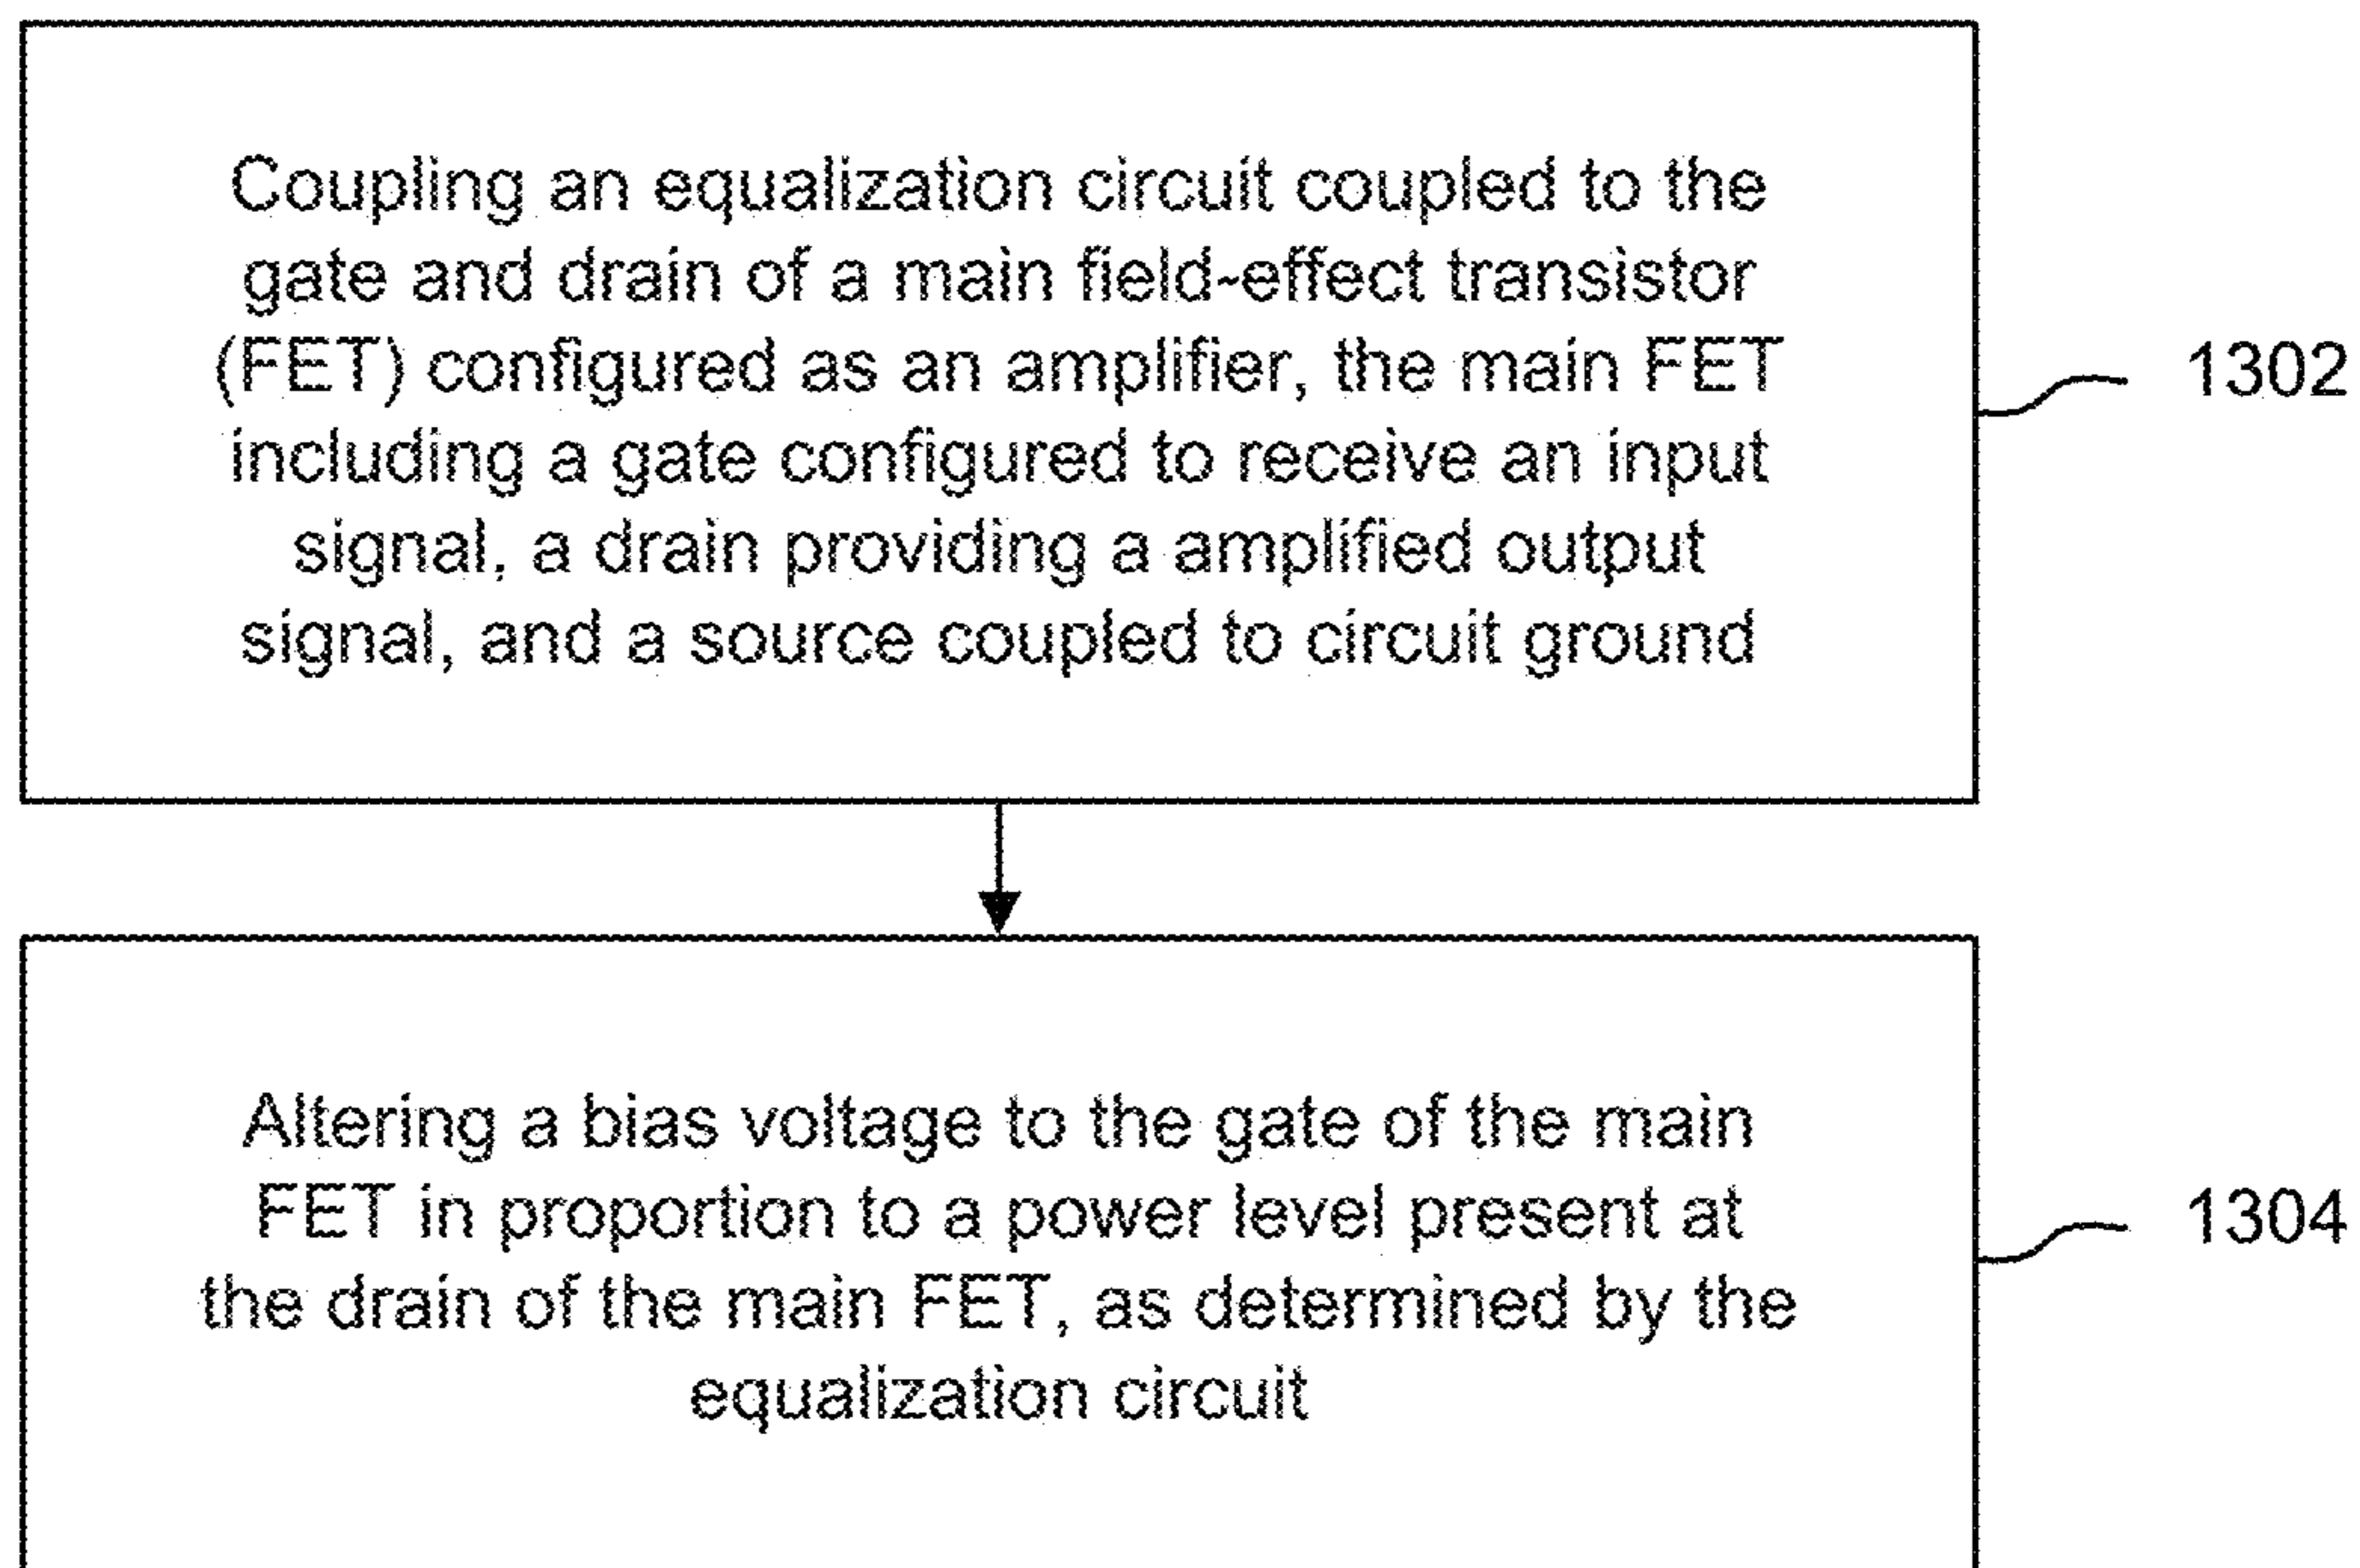 Coupling an equalization circuit coupled to the
gate and drain of a main field-effect transistor
(FET) configured as an amplifier, the main FET
including a gate configured to receive an input
signal, a drain providing a amplified output
signal, and a source coupled to circuit ground
1302
Altering a bias voltage to the gate of the main
FET in proportion to a power level present at
the drain of the main FET, as determined by the
equalization circuit
1304